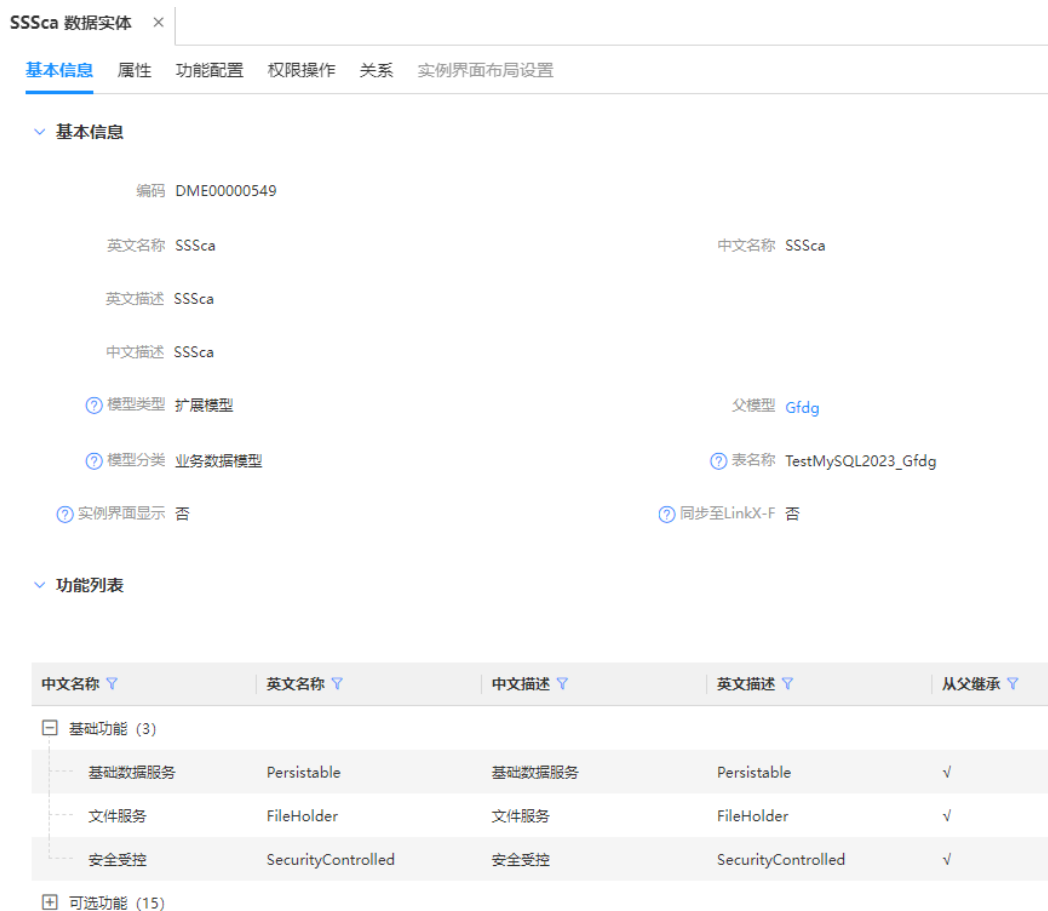 SSSca 数据实体 ×
基本信息 属性 功能配置 权限操作 关系 实例界面布局设置
基本信息
编码 DME00000549
英文名称 SSSca 中文名称 SSSca
英文描述 SSSca
中文描述 SSSca
? 模型类型 扩展模型 父模型 Gfdg
? 模型分类 业务数据模型 ? 表名称 TestMySQL2023_Gfdg
? 实例界面显示 否 ? 同步至LinkX-F 否
功能列表
中文名称 英文名称 中文描述 英文描述 从父继承
基础功能 (3)
基础数据服务 Persistable 基础数据服务 Persistable √
文件服务 FileHolder 文件服务 FileHolder √
安全受控 SecurityControlled 安全受控 SecurityControlled √
可选功能 (15)